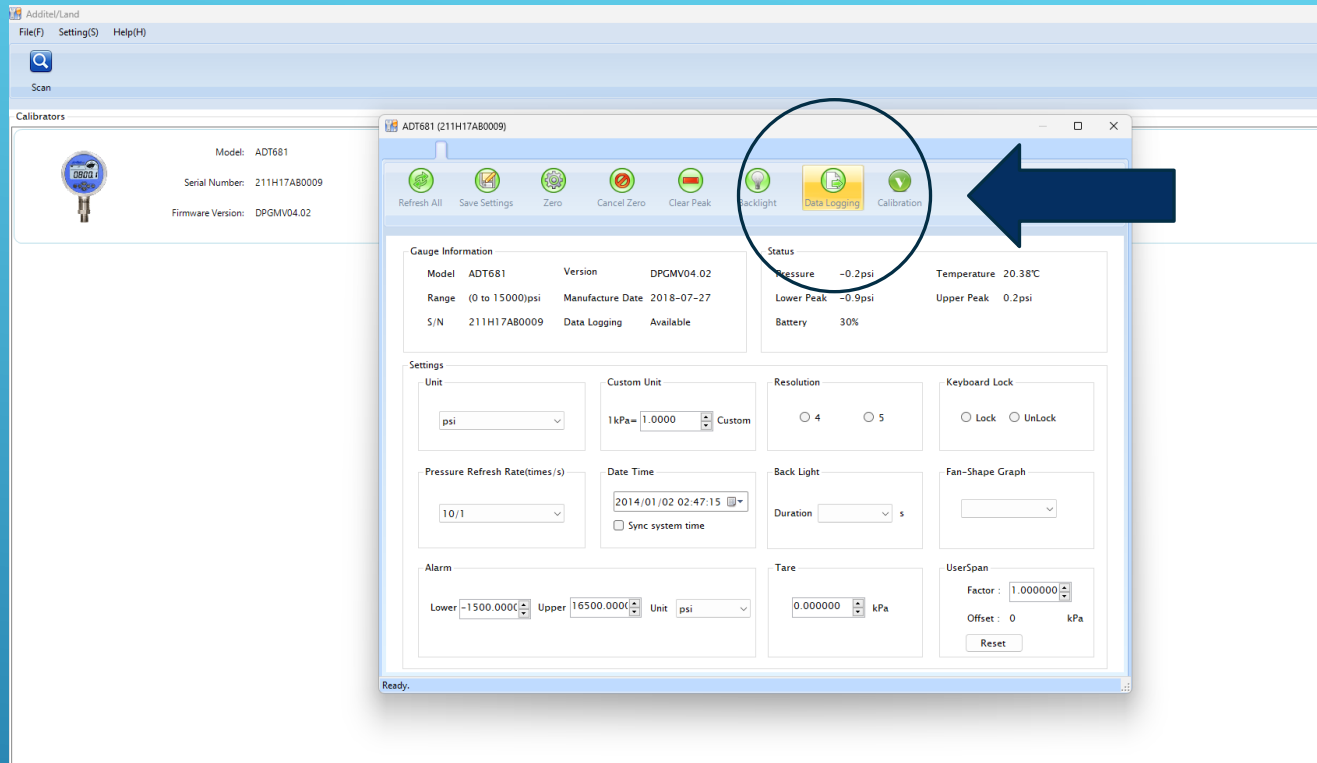 Additel/Land
File(F) Setting(S) Help(H)
Scan
Calibrators
Model: ADT681
Serial Number: 211H17AB0009
Firmware Version: DPGMV04.02
0800.1
ADT681 (211H17AB0009)
Refresh All Save Settings Zero Cancel Zero Clear Peak Backlight Data Logging Calibration
Gauge Information
Model ADT681 Version DPGMV04.02
Range (0 to 15000)psi Manufacture Date 2018-07-27
S/N 211H17AB0009 Data Logging Available
Status
Pressure -0.2psi Temperature 20.38℃
Lower Peak -0.9psi Upper Peak 0.2psi
Battery 30%
Settings
Unit
psi
Custom Unit
1kPa= 1.0000 Custom
Resolution
4 5
Keyboard Lock
Lock UnLock
Pressure Refresh Rate(times/s)
10/1
Date Time
2014/01/02 02:47:15
Sync system time
Back Light
Duration s
Fan-Shape Graph
Alarm
Lower -1500.000( Upper 16500.000( Unit psi
Tare
0.000000 kPa
UserSpan
Factor : 1.000000
Offset : 0 kPa
Reset
Ready.